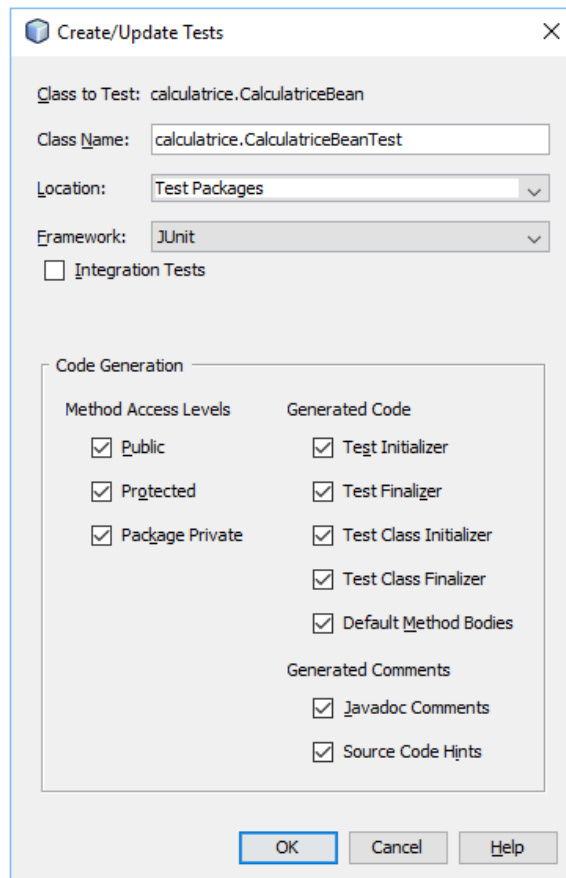 Create/Update Tests
Class to Test: calculatrice.CalculatriceBean
Class Name: calculatrice.CalculatriceBeanTest
Location: Test Packages
Framework: JUnit
Integration Tests
Code Generation
Method Access Levels
Public
Protected
Package Private
Generated Code
Test Initializer
Test Finalizer
Test Class Initializer
Test Class Finalizer
Default Method Bodies
Generated Comments
Javadoc Comments
Source Code Hints
OK Cancel Help